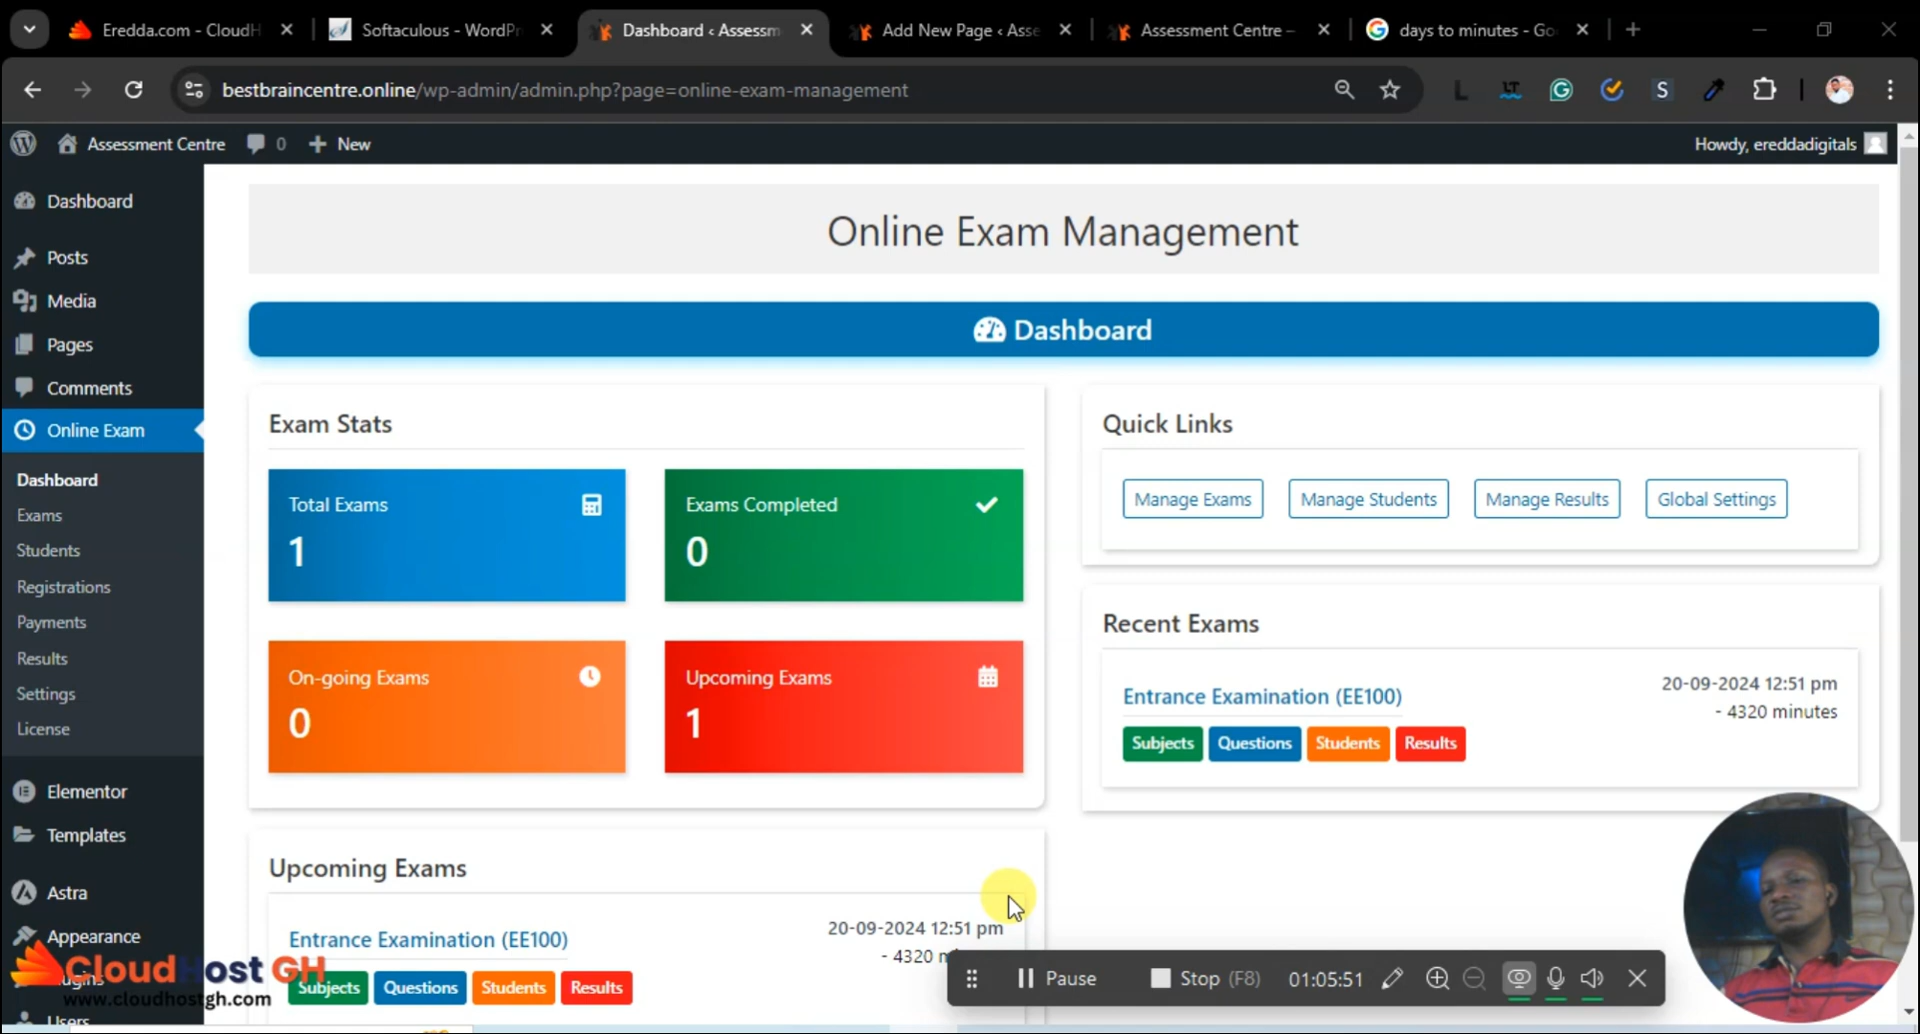 Eredda.com - CloudH
Softaculous - WordPr
Dashboard ‹ Assessm
Add New Page ‹ Asse
Assessment Centre –
days to minutes - Go
bestbraincentre.online/wp-admin/admin.php?page=online-exam-management
Assessment Centre
0
New
Howdy, ereddadigitals
Dashboard
Posts
Media
Pages
Comments
Online Exam
Dashboard
Exams
Students
Registrations
Payments
Results
Settings
License
Elementor
Templates
Astra
Appearance
Users
CloudHost GH
www.cloudhostgh.com
Online Exam Management
Dashboard
Exam Stats
Total Exams
1
Exams Completed
0
On-going Exams
0
Upcoming Exams
1
Quick Links
Manage Exams
Manage Students
Manage Results
Global Settings
Recent Exams
Entrance Examination (EE100)
20-09-2024 12:51 pm
- 4320 minutes
Subjects
Questions
Students
Results
Upcoming Exams
Entrance Examination (EE100)
20-09-2024 12:51 pm
- 4320 m
Subjects
Questions
Students
Results
Pause
Stop (F8)
01:05:51